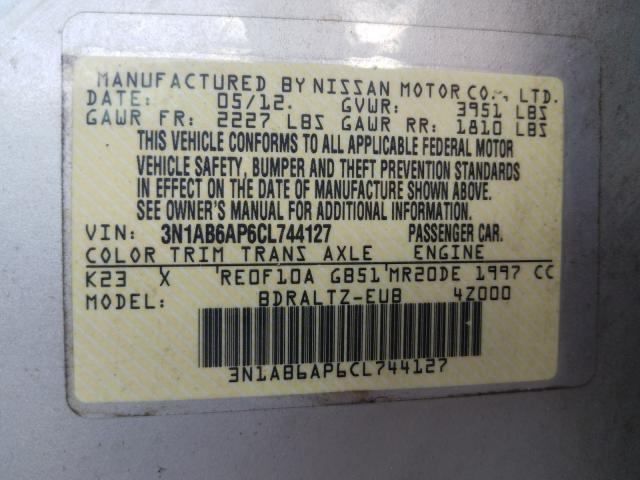 MANUFACTURED BY NISSAN MOTOR CO., LTD.
DATE: 05/12. GVWR: 3951 LBS
GAWR FR: 2227 LBS GAWR RR: 1810 LBS
THIS VEHICLE CONFORMS TO ALL APPLICABLE FEDERAL MOTOR
VEHICLE SAFETY, BUMPER AND THEFT PREVENTION STANDARDS
IN EFFECT ON THE DATE OF MANUFACTURE SHOWN ABOVE.
SEE OWNER'S MANUAL FOR ADDITIONAL INFORMATION.
VIN: 3N1AB6AP6CL744127 PASSENGER CAR.
COLOR TRIM TRANS AXLE ENGINE
K23 X RE0F10A GB51 MR20DE 1997 CC
MODEL: BDRALTZ-EUB 4Z000
3N1AB6AP6CL744127